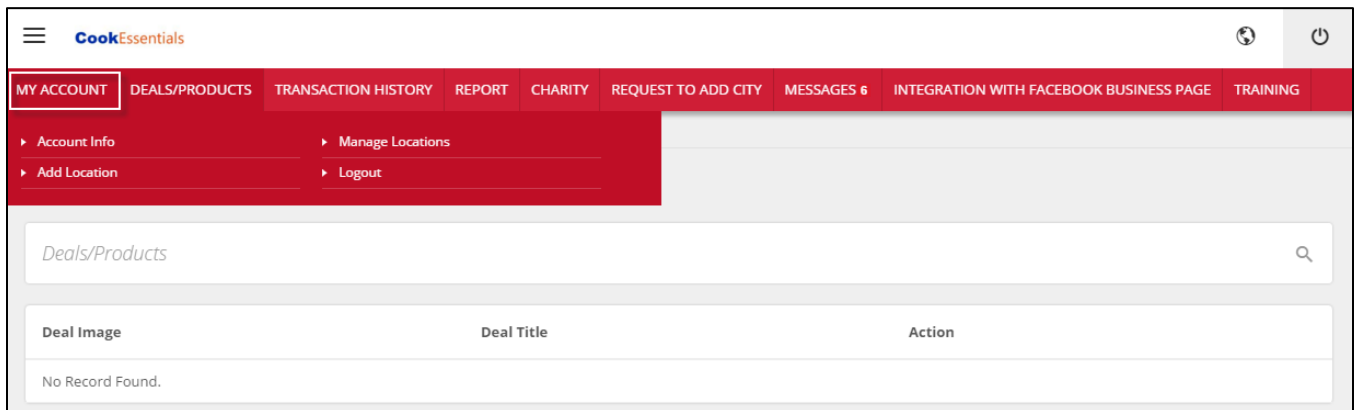 CookEssentials
MY ACCOUNT DEALS/PRODUCTS TRANSACTION HISTORY REPORT CHARITY REQUEST TO ADD CITY MESSAGES 6 INTEGRATION WITH FACEBOOK BUSINESS PAGE TRAINING
Account Info Manage Locations
Add Location Logout
Deals/Products
Deal Image Deal Title Action
No Record Found.